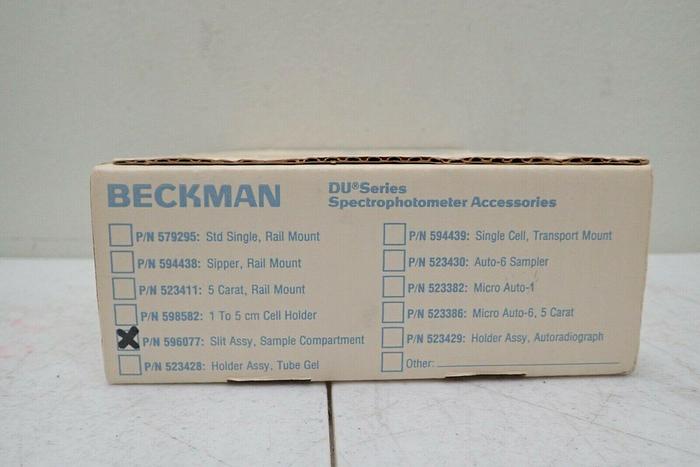 BECKMAN
DU®Series
Spectrophotometer Accessories
P/N 579295: Std Single, Rail Mount
P/N 594438: Sipper, Rail Mount
P/N 523411: 5 Carat, Rail Mount
P/N 598582: 1 To 5 cm Cell Holder
P/N 596077: Slit Assy, Sample Compartment
P/N 523428: Holder Assy, Tube Gel
P/N 594439: Single Cell, Transport Mount
P/N 523430: Auto-6 Sampler
P/N 523382: Micro Auto-1
P/N 523386: Micro Auto-6, 5 Carat
P/N 523429: Holder Assy, Autoradiograph
Other: